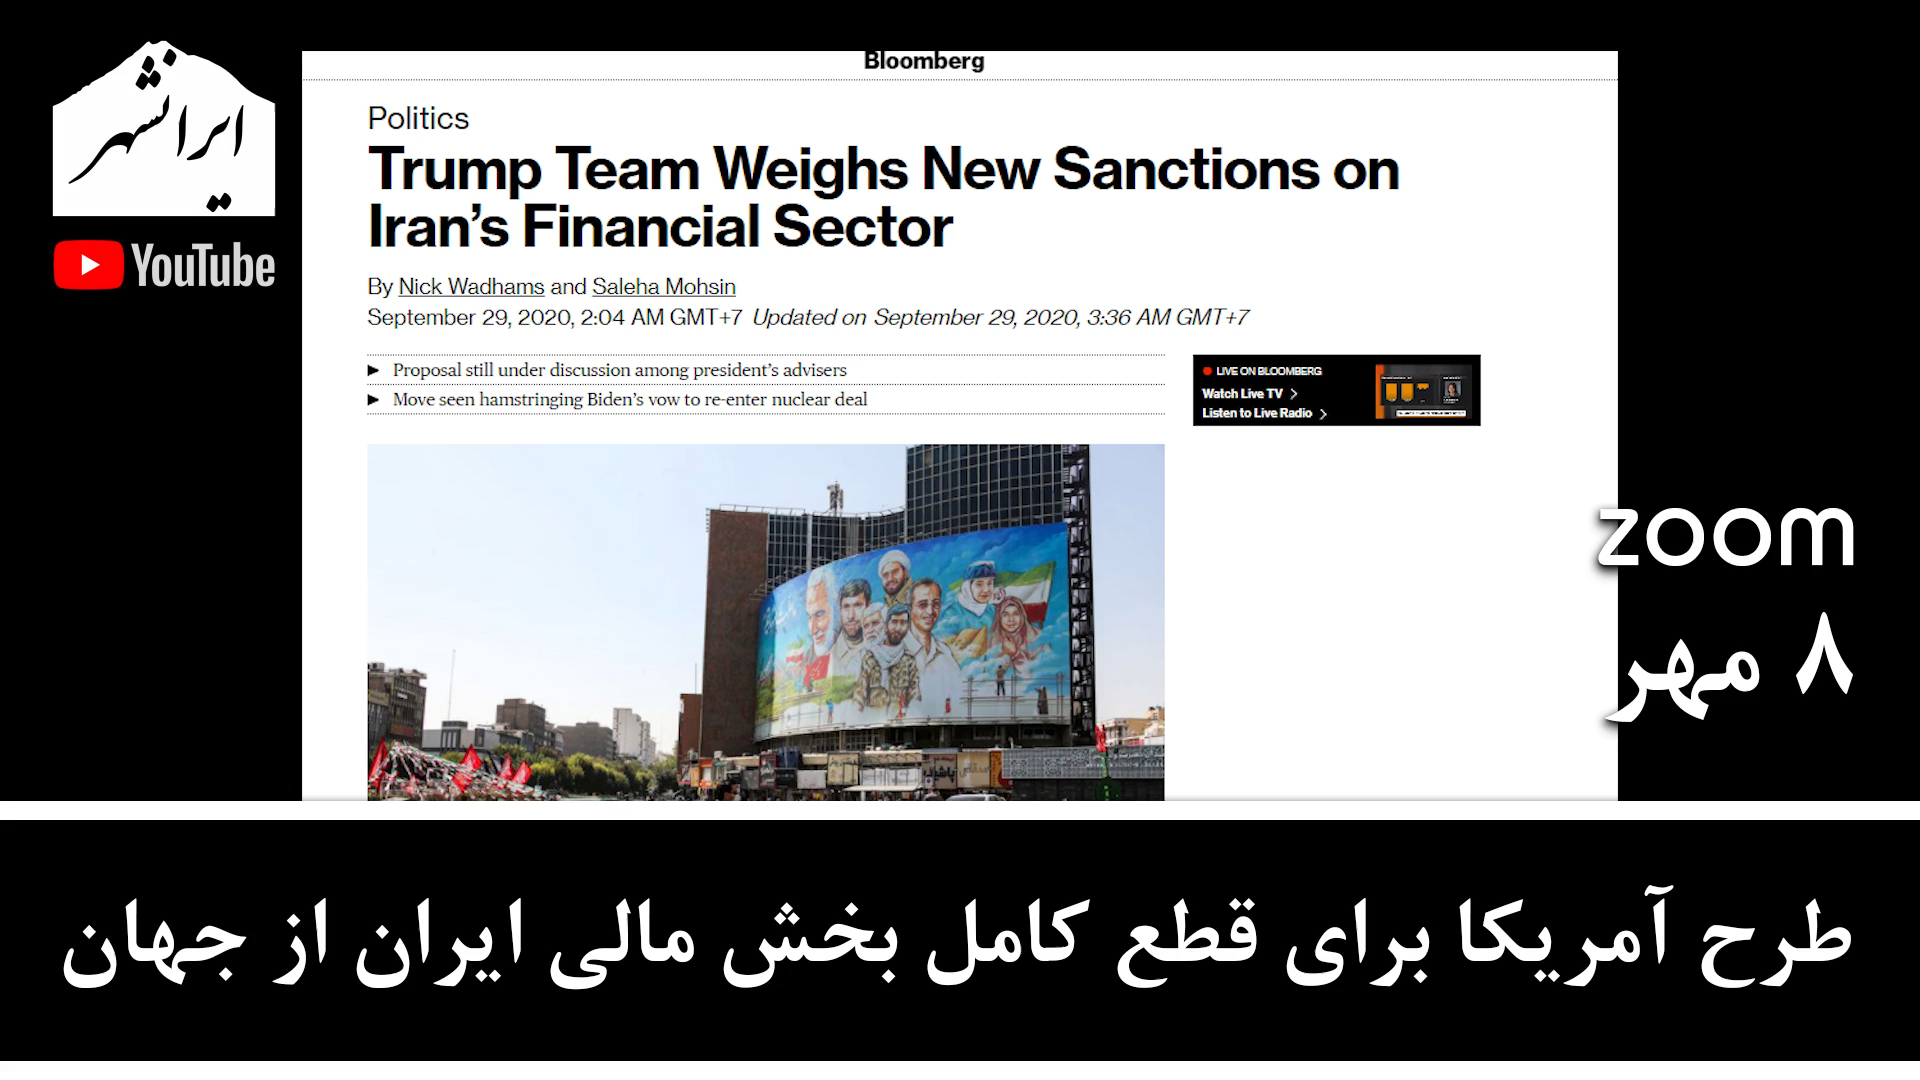 ایرانشهر
YouTube
Bloomberg
Politics
Trump Team Weighs New Sanctions on
Iran’s Financial Sector
By Nick Wadhams and Saleha Mohsin
September 29, 2020, 2:04 AM GMT+7 Updated on September 29, 2020, 3:36 AM GMT+7
▶ Proposal still under discussion among president’s advisers
▶ Move seen hamstringing Biden’s vow to re-enter nuclear deal
LIVE ON BLOOMBERG
Watch Live TV >
Listen to Live Radio >
zoom
۸ مهر
طرح آمریکا برای قطع کامل بخش مالی ایران از جهان